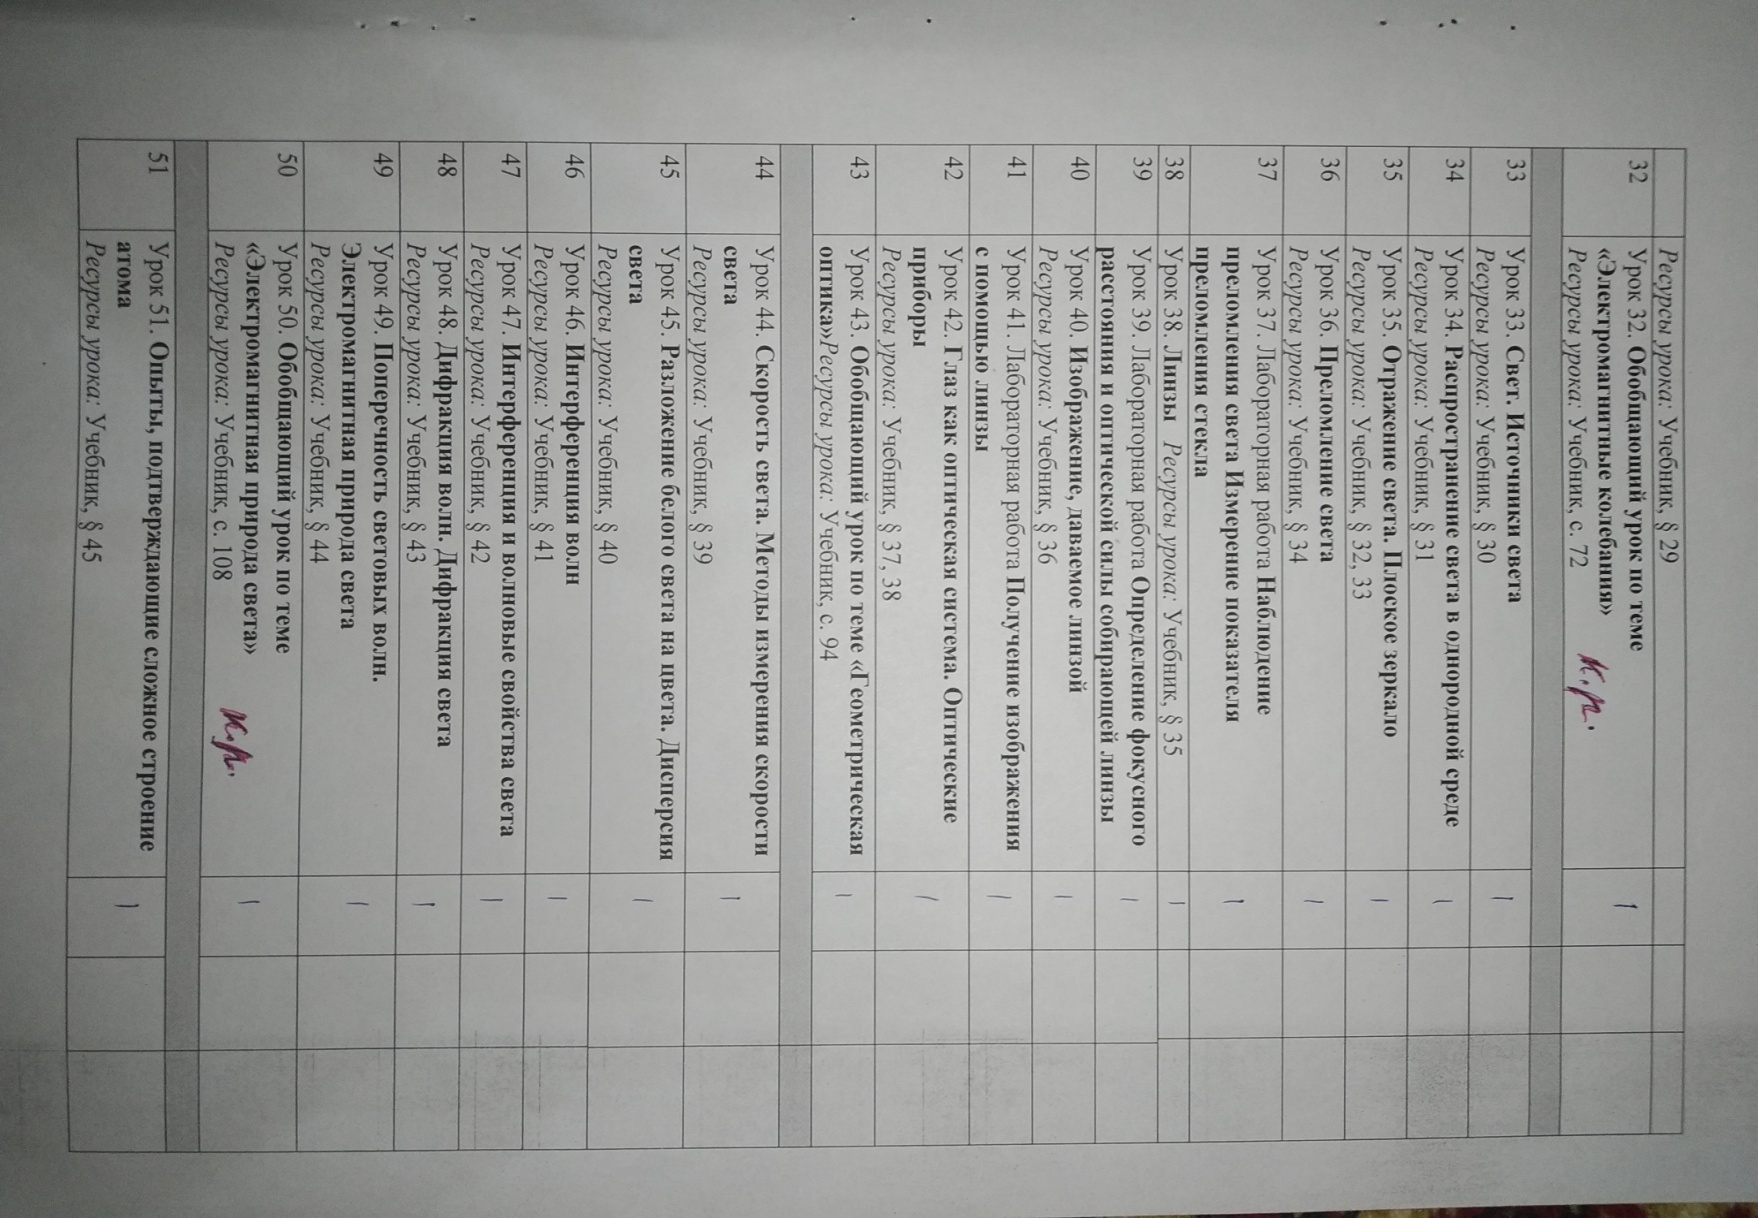 Ресурсы урока: Учебник, § 29
32
Урок 32. Обобщающий урок по теме
«Электромагнитные колебания»
Ресурсы урока: Учебник, с. 72
к.р.
1
33
Урок 33. Свет. Источники света
Ресурсы урока: Учебник, § 30
1
34
Урок 34. Распространение света в однородной среде
Ресурсы урока: Учебник, § 31
1
35
Урок 35. Отражение света. Плоское зеркало
Ресурсы урока: Учебник, § 32, 33
1
36
Урок 36. Преломление света
Ресурсы урока: Учебник, § 34
1
37
Урок 37. Лабораторная работа Наблюдение
преломления света Измерение показателя
преломления стекла
1
38
Урок 38. Линзы Ресурсы урока: Учебник, § 35
1
39
Урок 39. Лабораторная работа Определение фокусного
расстояния и оптической силы собирающей линзы
1
40
Урок 40. Изображение, даваемое линзой
Ресурсы урока: Учебник, § 36
1
41
Урок 41. Лабораторная работа Получение изображения
с помощью линзы
1
42
Урок 42. Глаз как оптическая система. Оптические
приборы
Ресурсы урока: Учебник, § 37, 38
1
43
Урок 43. Обобщающий урок по теме «Геометрическая
оптика»Ресурсы урока: Учебник, с. 94
1
44
Урок 44. Скорость света. Методы измерения скорости
света
Ресурсы урока: Учебник, § 39
1
45
Урок 45. Разложение белого света на цвета. Дисперсия
света
Ресурсы урока: Учебник, § 40
1
46
Урок 46. Интерференция волн
Ресурсы урока: Учебник, § 41
1
47
Урок 47. Интерференция и волновые свойства света
Ресурсы урока: Учебник, § 42
1
48
Урок 48. Дифракция волн. Дифракция света
Ресурсы урока: Учебник, § 43
1
49
Урок 49. Поперечность световых волн.
Электромагнитная природа света
Ресурсы урока: Учебник, § 44
1
50
Урок 50. Обобщающий урок по теме
«Электромагнитная природа света»
Ресурсы урока: Учебник, с. 108
к.р.
1
51
Урок 51. Опыты, подтверждающие сложное строение
атома
Ресурсы урока: Учебник, § 45
1